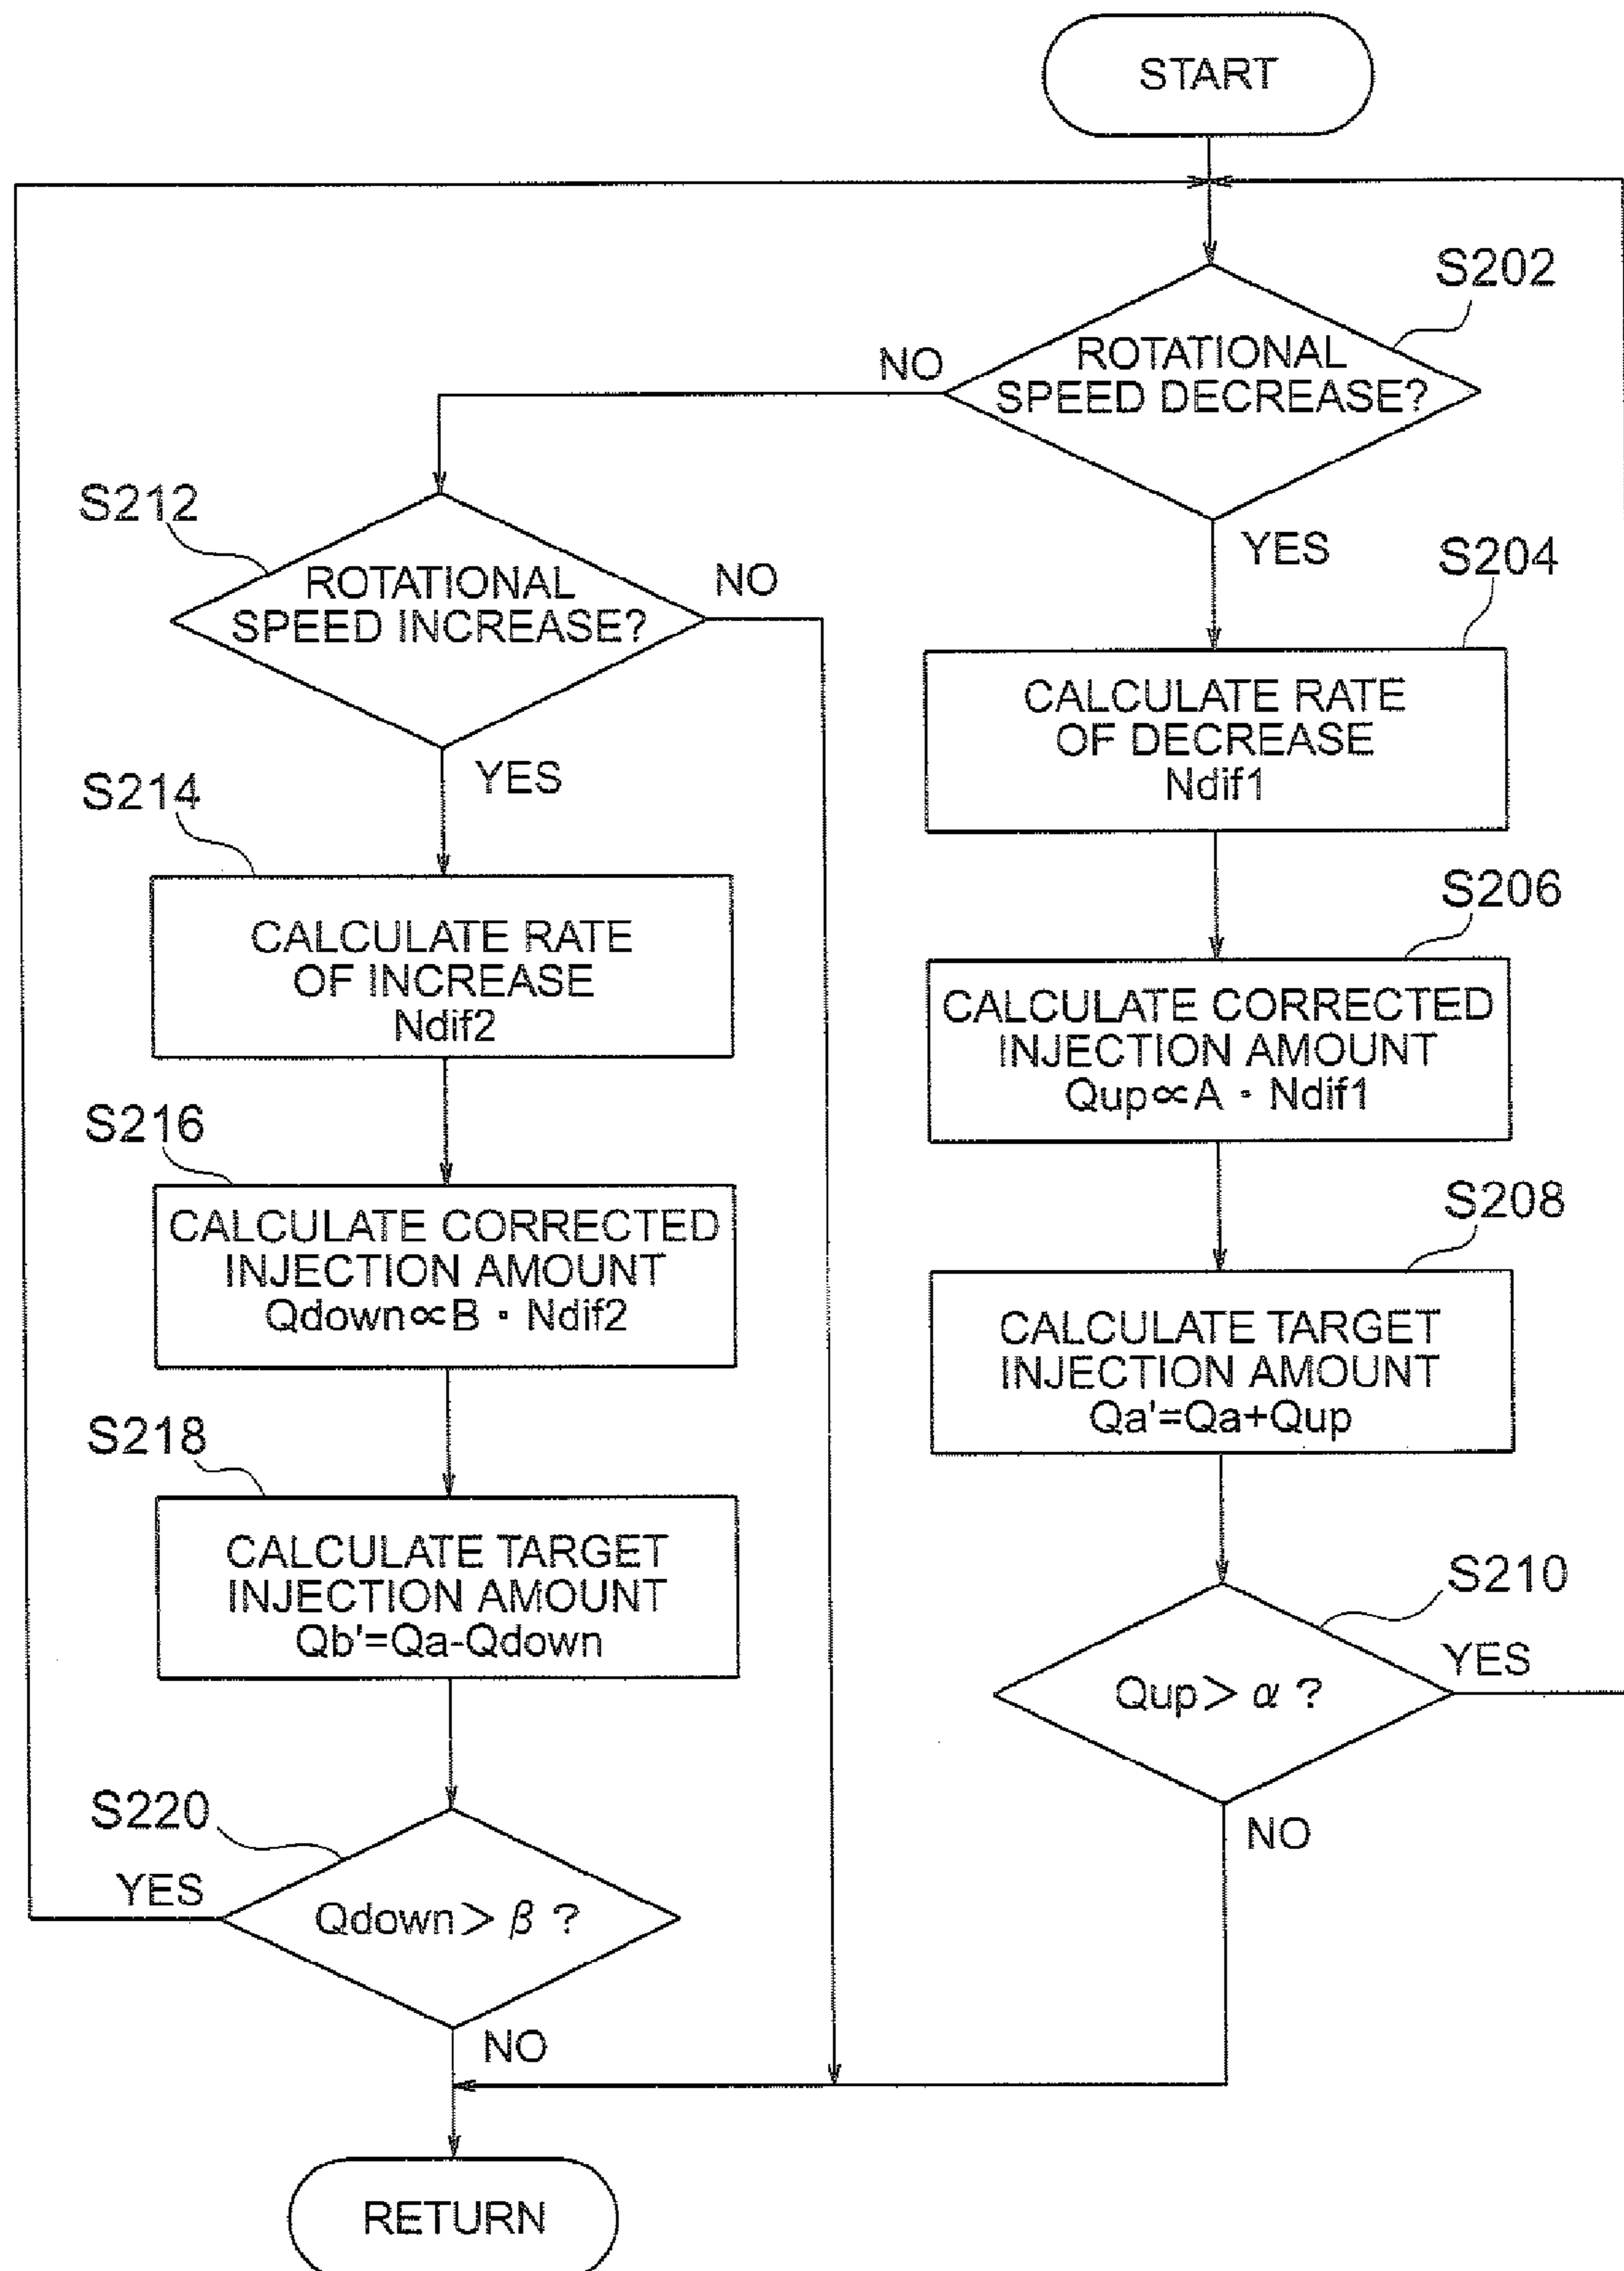 START
S202
ROTATIONAL
SPEED DECREASE?
NO
YES
S212
ROTATIONAL
SPEED INCREASE?
NO
YES
S204
CALCULATE RATE
OF DECREASE
Ndif1
S214
CALCULATE RATE
OF INCREASE
Ndif2
S206
CALCULATE CORRECTED
INJECTION AMOUNT
Qup∝A・Ndif1
S216
CALCULATE CORRECTED
INJECTION AMOUNT
Qdown∝B・Ndif2
S208
CALCULATE TARGET
INJECTION AMOUNT
Qa'=Qa+Qup
S218
CALCULATE TARGET
INJECTION AMOUNT
Qb'=Qa-Qdown
S210
YES
Qup>α?
NO
S220
YES
Qdown>β?
NO
RETURN